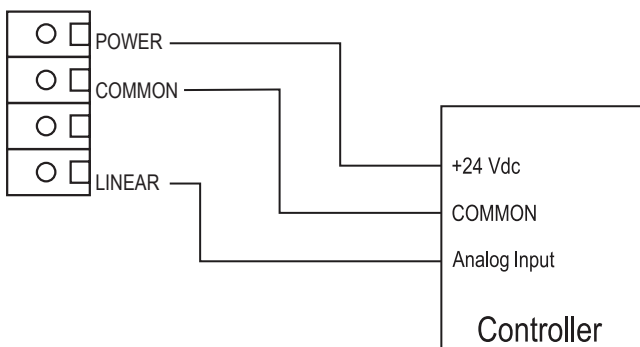 POWER
COMMON
LINEAR
+24 Vdc
COMMON
Analog Input
Controller